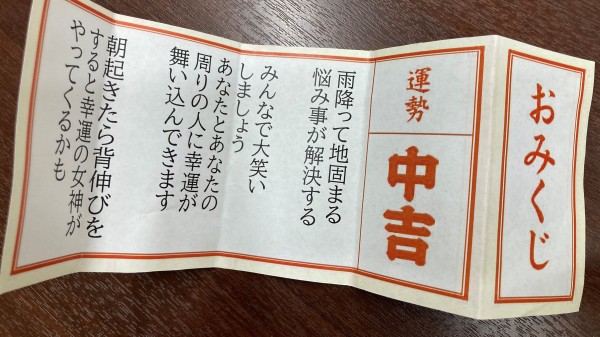 おみくじ
運勢
中吉
雨降って地固まる
悩み事が解決する
みんなで大笑い
しましょう
あなたとあなたの
周りの人に幸運が
舞い込んできます
朝起きたら背伸びを
すると幸運の女神が
やってくるかも